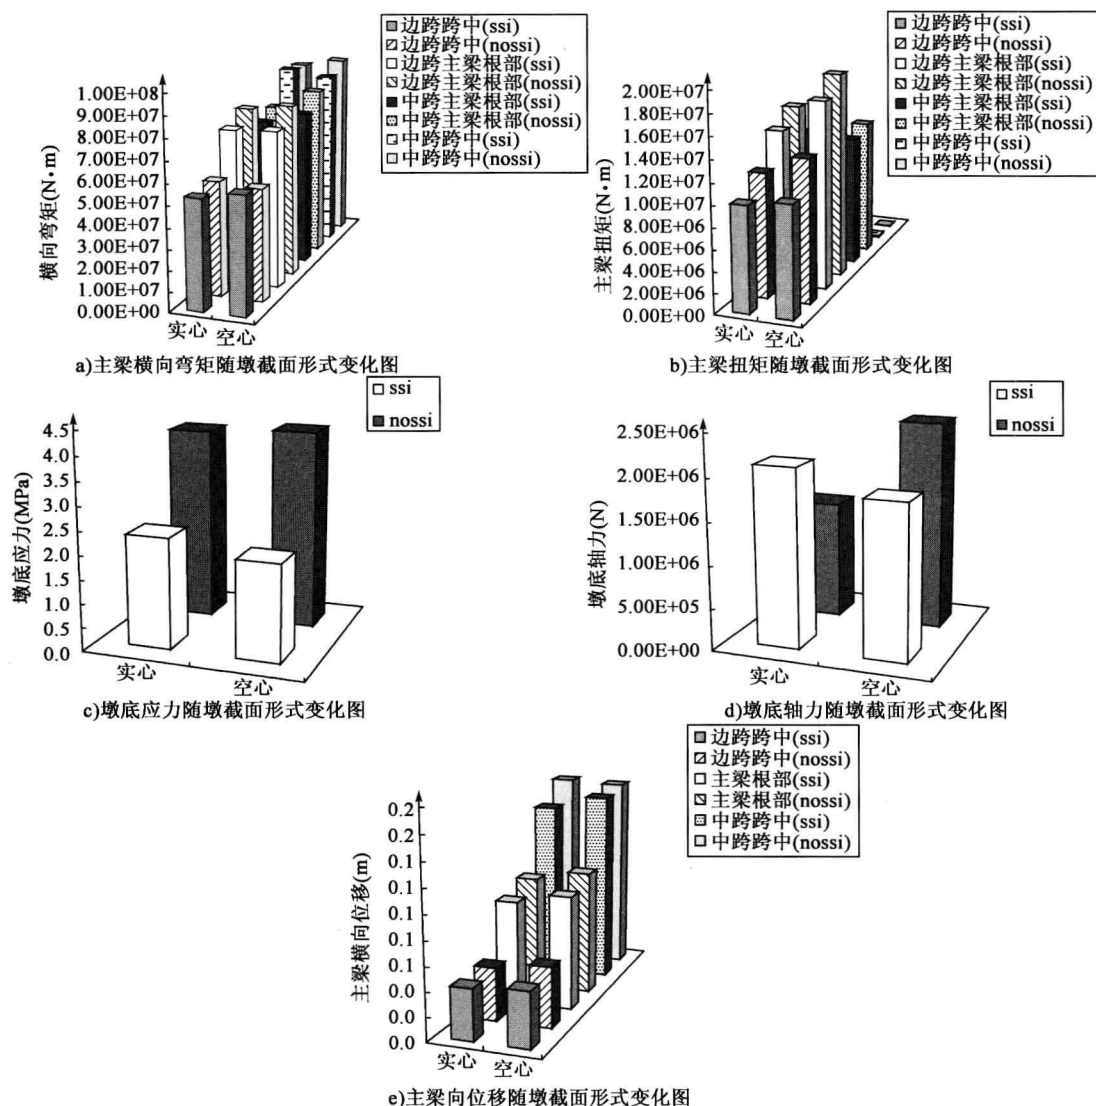 边跨跨中(ssi)
边跨跨中(nossi)
边跨主梁根部(ssi)
边跨主梁根部(nossi)
中跨主梁根部(ssi)
中跨主梁根部(nossi)
中跨跨中(ssi)
中跨跨中(nossi)
横向弯矩(N·m)
1.00E+08
9.00E+07
8.00E+07
7.00E+07
6.00E+07
5.00E+07
4.00E+07
3.00E+07
2.00E+07
1.00E+07
0.00E+00
实心
空心
a)主梁横向弯矩随墩截面形式变化图
边跨跨中(ssi)
边跨跨中(nossi)
边跨主梁根部(ssi)
边跨主梁根部(nossi)
中跨主梁根部(ssi)
中跨主梁根部(nossi)
中跨跨中(ssi)
中跨跨中(nossi)
主梁扭矩(N·m)
2.00E+07
1.80E+07
1.60E+07
1.40E+07
1.20E+07
1.00E+07
8.00E+06
6.00E+06
4.00E+06
2.00E+06
0.00E+00
实心
空心
b)主梁扭矩随墩截面形式变化图
ssi
nossi
墩底应力(MPa)
4.5
4.0
3.5
3.0
2.5
2.0
1.5
1.0
0.5
0.0
实心
空心
c)墩底应力随墩截面形式变化图
ssi
nossi
墩底轴力(N)
2.50E+06
2.00E+06
1.50E+06
1.00E+06
5.00E+05
0.00E+00
实心
空心
d)墩底轴力随墩截面形式变化图
边跨跨中(ssi)
边跨跨中(nossi)
主梁根部(ssi)
主梁根部(nossi)
中跨跨中(ssi)
中跨跨中(nossi)
主梁横向位移(m)
0.2
0.2
0.1
0.1
0.1
0.1
0.1
0.0
0.0
0.0
实心
空心
e)主梁向位移随墩截面形式变化图